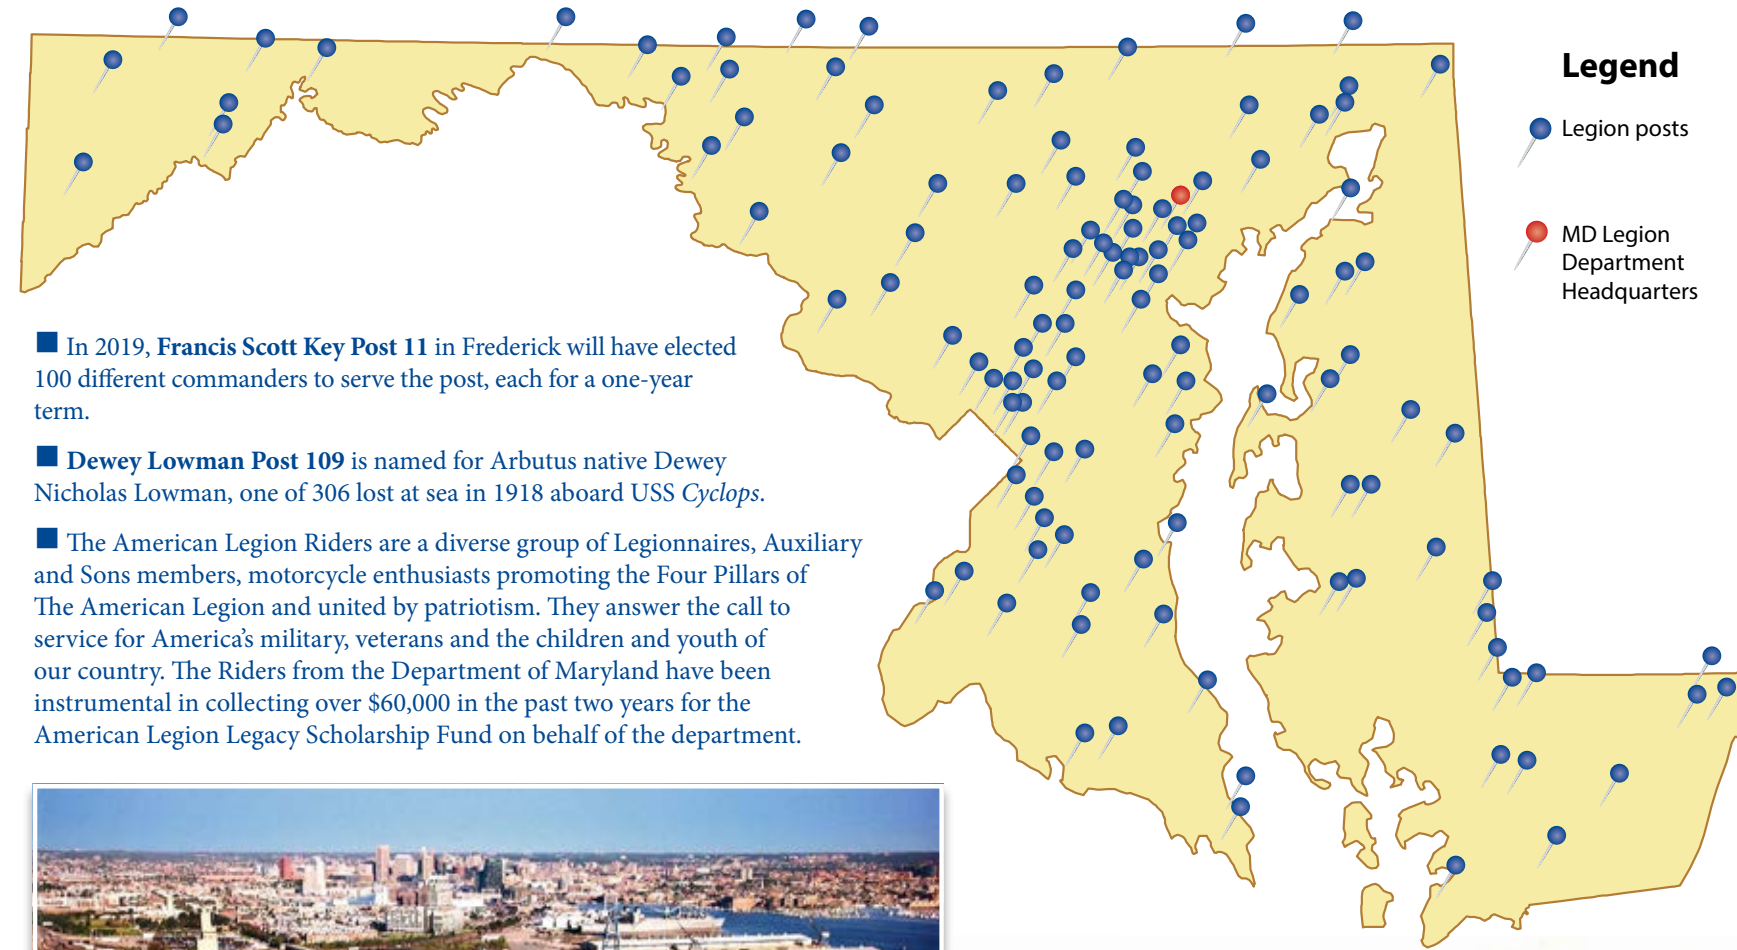 Legend
Legion posts
MD Legion
Department
Headquarters
■ In 2019, Francis Scott Key Post 11 in Frederick will have elected
100 different commanders to serve the post, each for a one-year
term.
■ Dewey Lowman Post 109 is named for Arbutus native Dewey
Nicholas Lowman, one of 306 lost at sea in 1918 aboard USS Cyclops.
■ The American Legion Riders are a diverse group of Legionnaires, Auxiliary
and Sons members, motorcycle enthusiasts promoting the Four Pillars of
The American Legion and united by patriotism. They answer the call to
service for America’s military, veterans and the children and youth of
our country. The Riders from the Department of Maryland have been
instrumental in collecting over $60,000 in the past two years for the
American Legion Legacy Scholarship Fund on behalf of the department.